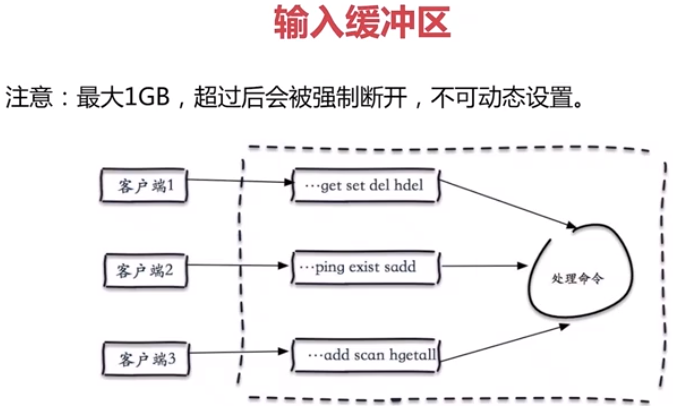 输入缓冲区
注意：最大1GB，超过后会被强制断开，不可动态设置。
客户端1
…get set del hdel
客户端2
…ping exist sadd
处理命令
客户端3
…add scan hgetall